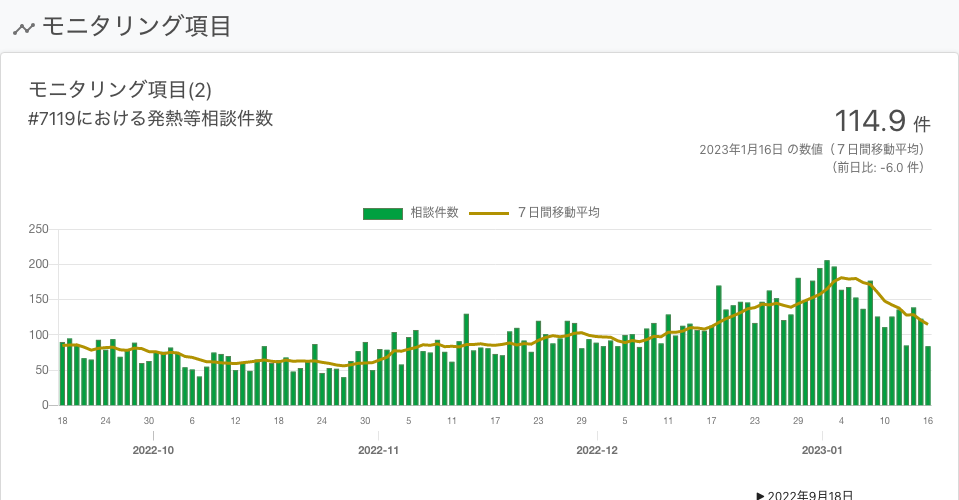 モニタリング項目
モニタリング項目(2)
#7119における発熱等相談件数
114.9 件
2023年1月16日 の数値（７日間移動平均）
（前日比: -6.0 件）
相談件数 ７日間移動平均
250
200
150
100
50
0
18 24 30 6 12 18 24 30 5 11 17 23 29 5 11 17 23 29 4 10 16
2022-10 2022-11 2022-12 2023-01
▶ 2022年9月18日